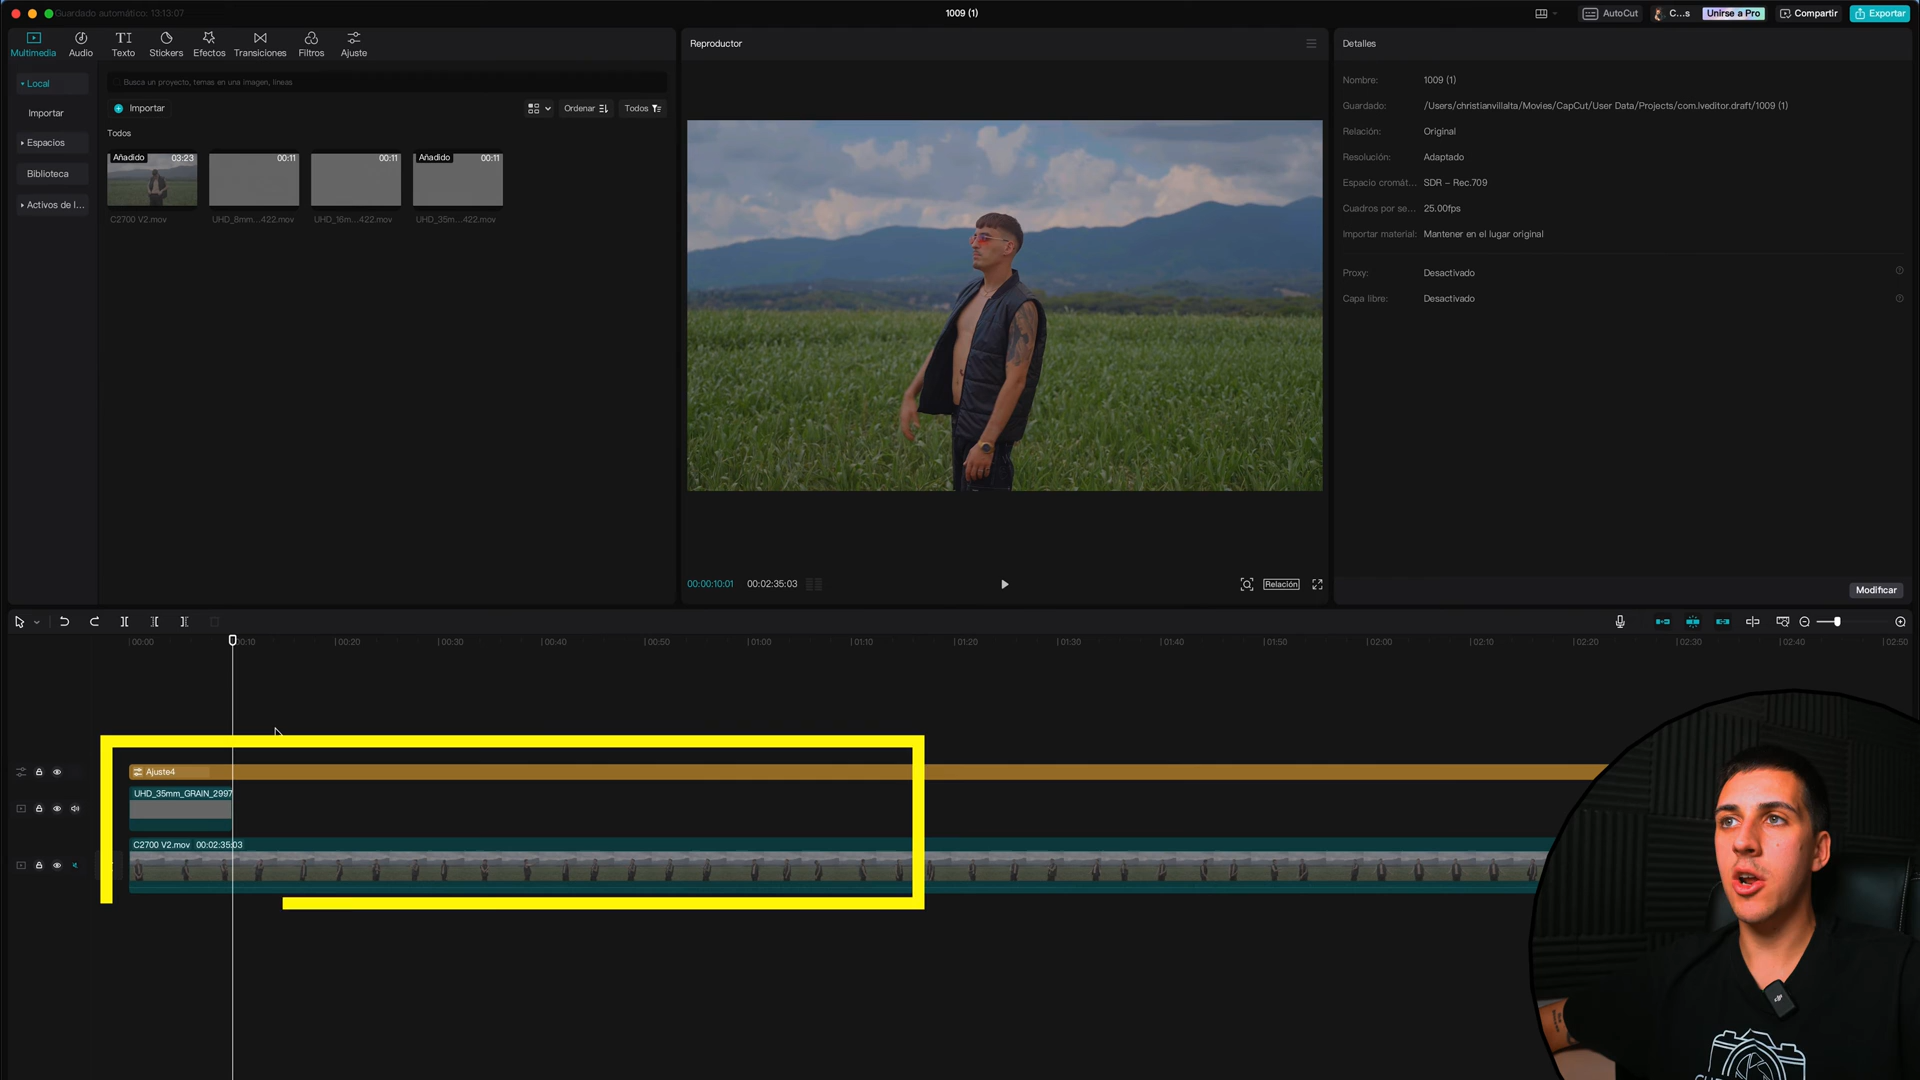 Guardado automático: 13:13:07
1009 (1)
AutoCut
C...s
Unirse a Pro
Compartir
Exportar
Multimedia
Audio
Texto
Stickers
Efectos
Transiciones
Filtros
Ajuste
Local
Importar
Espacios
Biblioteca
Activos de l...
Busca un proyecto, temas en una imagen, líneas
Importar
Ordenar
Todos
Todos
Añadido 03:23
00:11
00:11
Añadido 00:11
C2700 V2.mov
UHD_8mm...422.mov
UHD_16m...422.mov
UHD_35m...422.mov
Reproductor
00:00:10:01
00:02:35:03
Relación
Detalles
Nombre: 1009 (1)
Guardado: /Users/christianvillalta/Movies/CapCut/User Data/Projects/com.lveditor.draft/1009 (1)
Relación: Original
Resolución: Adaptado
Espacio cromát... SDR – Rec.709
Cuadros por se... 25.00fps
Importar material: Mantener en el lugar original
Proxy: Desactivado
Capa libre: Desactivado
Modificar
00:00
00:10
00:20
00:30
00:40
00:50
01:00
01:10
01:20
01:30
01:40
01:50
02:00
02:10
02:20
02:30
02:40
02:50
Ajuste4
UHD_35mm_GRAIN_2997
C2700 V2.mov 00:02:35:03